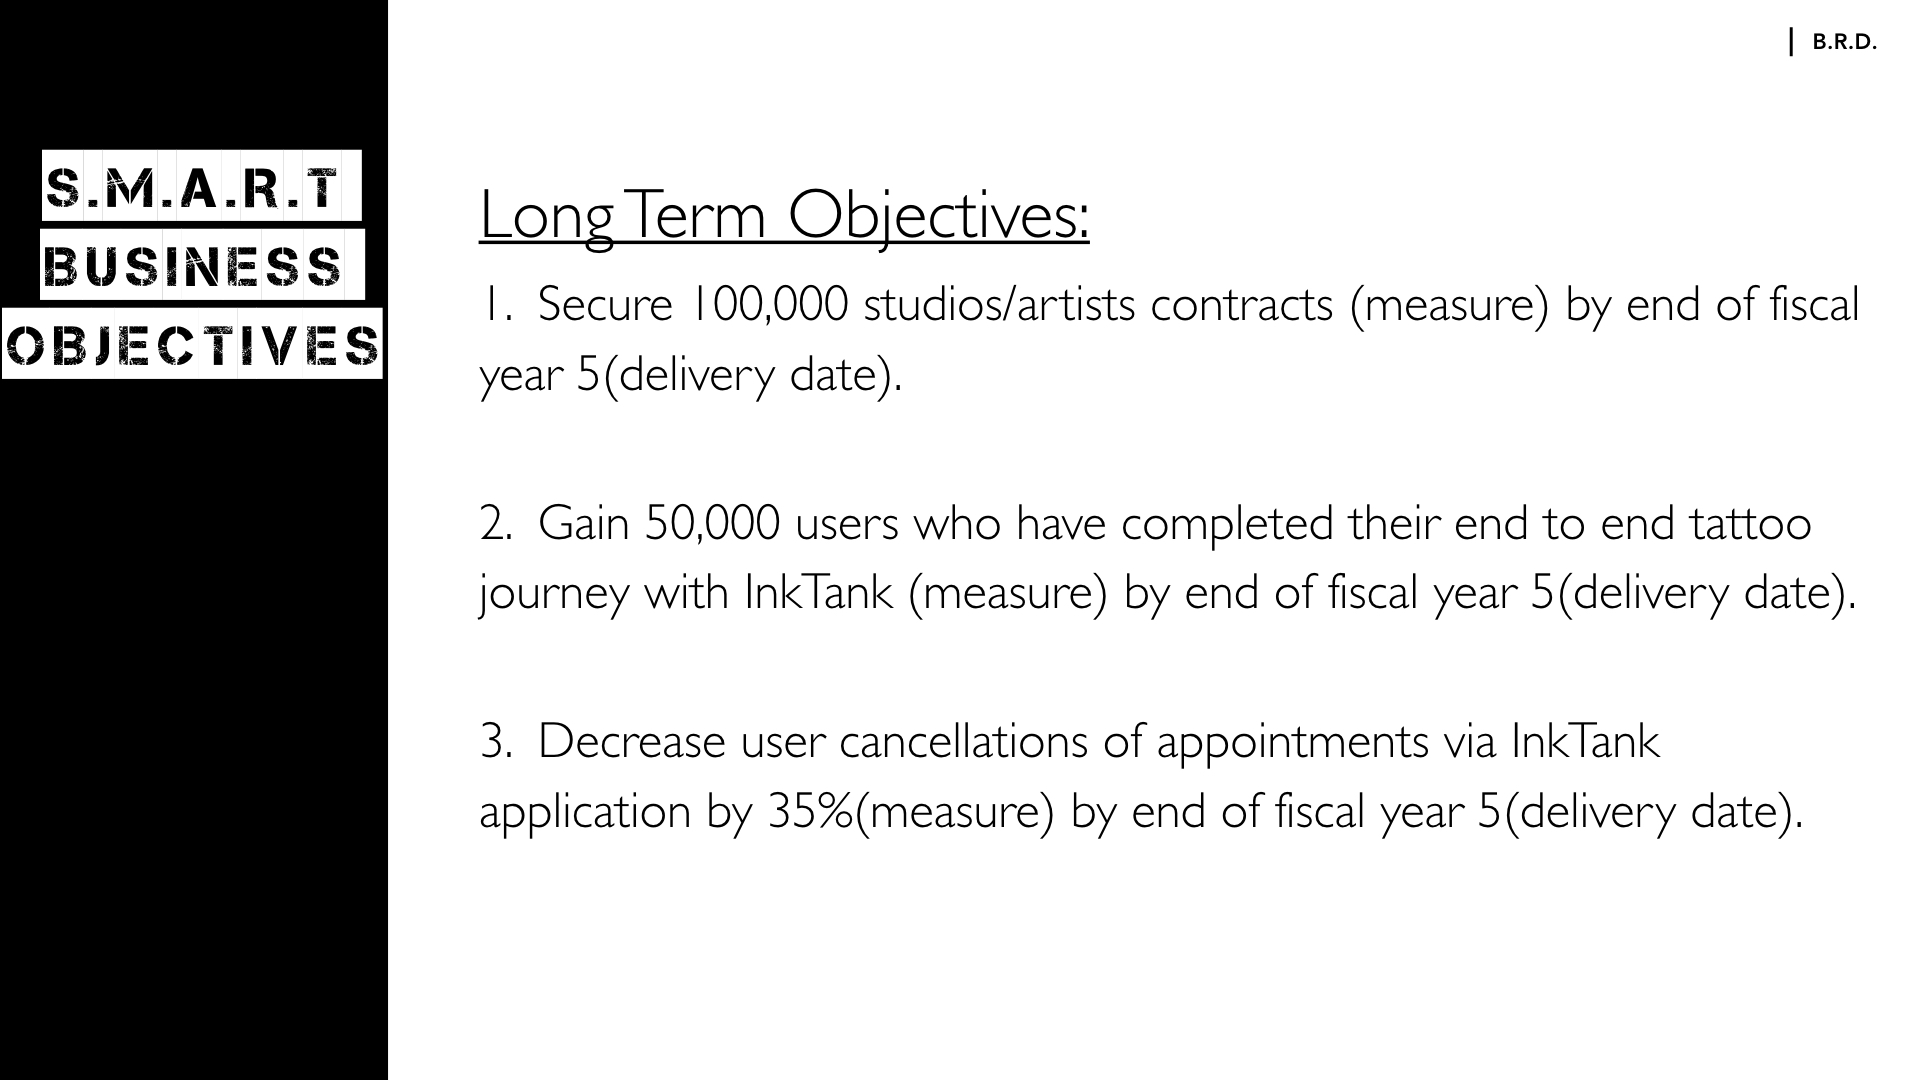 B.R.D.
S.M.A.R.T
BUSINESS
OBJECTIVES
Long Term Objectives:
1. Secure 100,000 studios/artists contracts (measure) by end of fiscal
year 5(delivery date).
2. Gain 50,000 users who have completed their end to end tattoo
journey with InkTank (measure) by end of fiscal year 5(delivery date).
3. Decrease user cancellations of appointments via InkTank
application by 35%(measure) by end of fiscal year 5(delivery date).